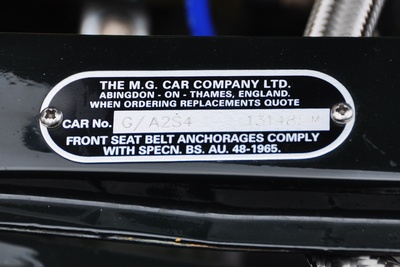 THE M.G. CAR COMPANY LTD.
ABINGDON - ON - THAMES, ENGLAND.
WHEN ORDERING REPLACEMENTS QUOTE
CAR No. G/A2S4 13148 M
FRONT SEAT BELT ANCHORAGES COMPLY
WITH SPECN. BS. AU. 48-1965.